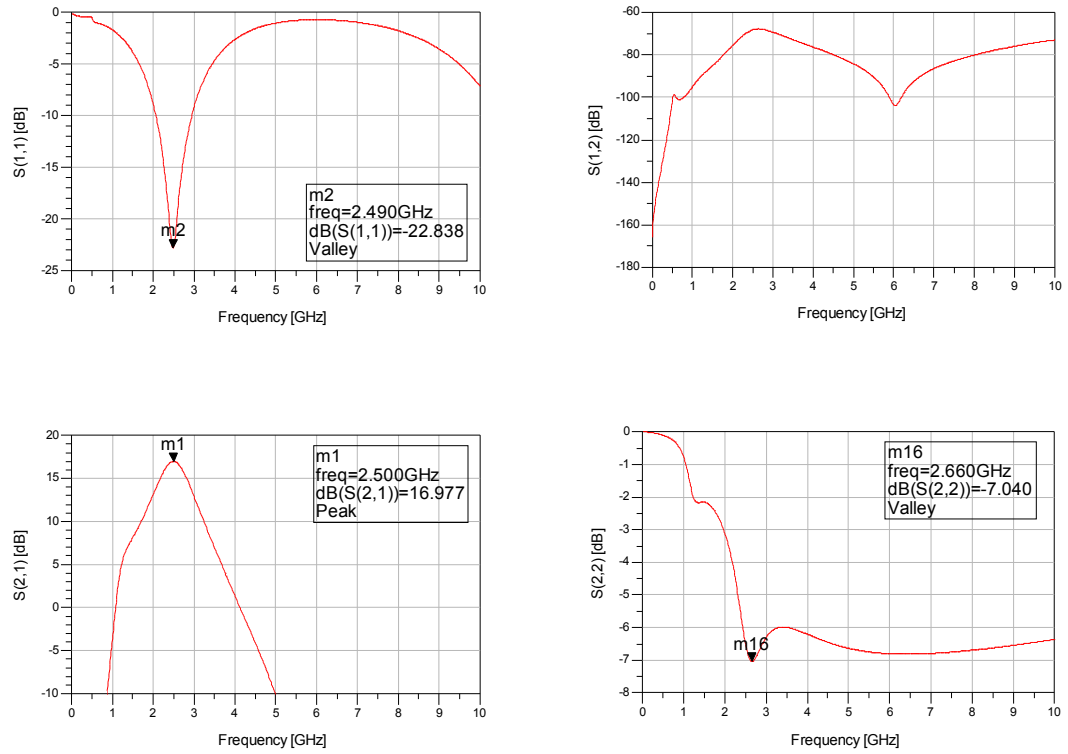 0
-5
-10
-15
-20
-25
S(1,1) [dB]
m2
m2
freq=2.490GHz
dB(S(1,1))=-22.838
Valley
0 1 2 3 4 5 6 7 8 9 10
Frequency [GHz]
-60
-80
-100
-120
-140
-160
-180
S(1,2) [dB]
0 1 2 3 4 5 6 7 8 9 10
Frequency [GHz]
20
15
10
5
0
-5
-10
S(2,1) [dB]
m1
m1
freq=2.500GHz
dB(S(2,1))=16.977
Peak
0 1 2 3 4 5 6 7 8 9 10
Frequency [GHz]
0
-1
-2
-3
-4
-5
-6
-7
-8
S(2,2) [dB]
m16
m16
freq=2.660GHz
dB(S(2,2))=-7.040
Valley
0 1 2 3 4 5 6 7 8 9 10
Frequency [GHz]